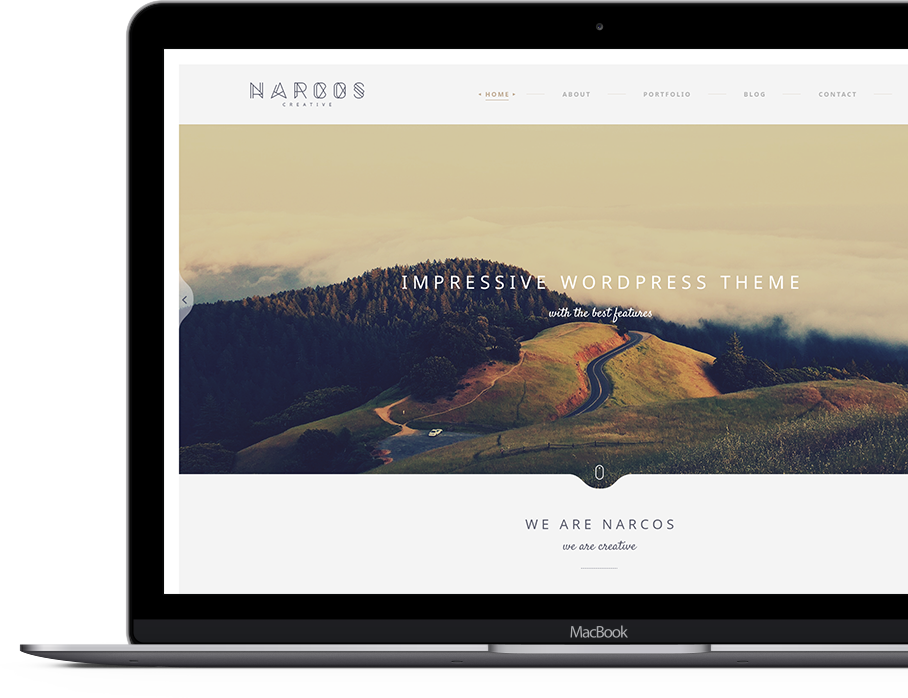 NARCOS
CREATIVE
HOME ABOUT PORTFOLIO BLOG CONTACT
IMPRESSIVE WORDPRESS THEME
with the best features
WE ARE NARCOS
we are creative
MacBook